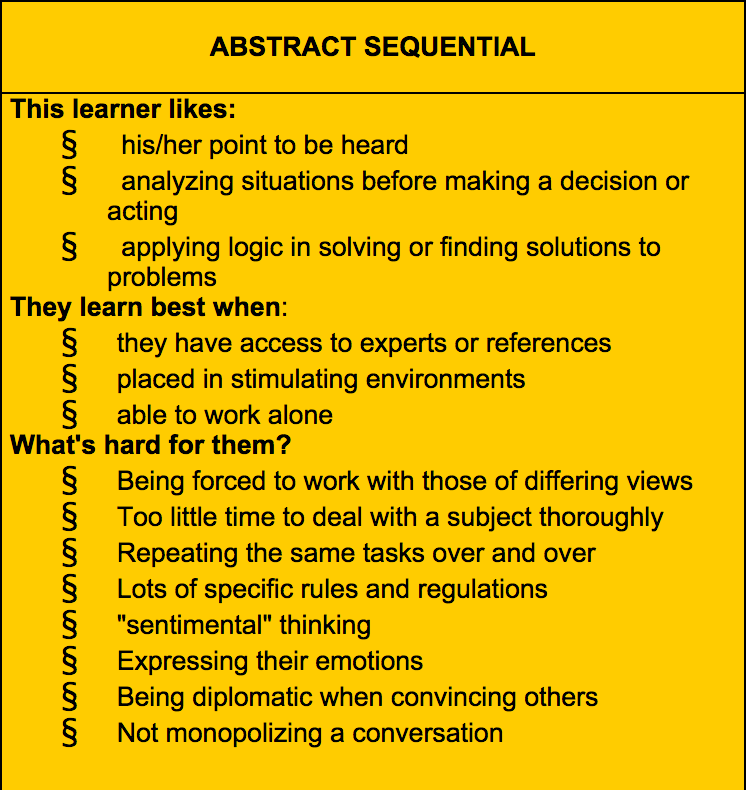 ABSTRACT SEQUENTIAL
This learner likes:
§ his/her point to be heard
§ analyzing situations before making a decision or
acting
§ applying logic in solving or finding solutions to
problems
They learn best when:
§ they have access to experts or references
§ placed in stimulating environments
§ able to work alone
What's hard for them?
§ Being forced to work with those of differing views
§ Too little time to deal with a subject thoroughly
§ Repeating the same tasks over and over
§ Lots of specific rules and regulations
§ "sentimental" thinking
§ Expressing their emotions
§ Being diplomatic when convincing others
§ Not monopolizing a conversation